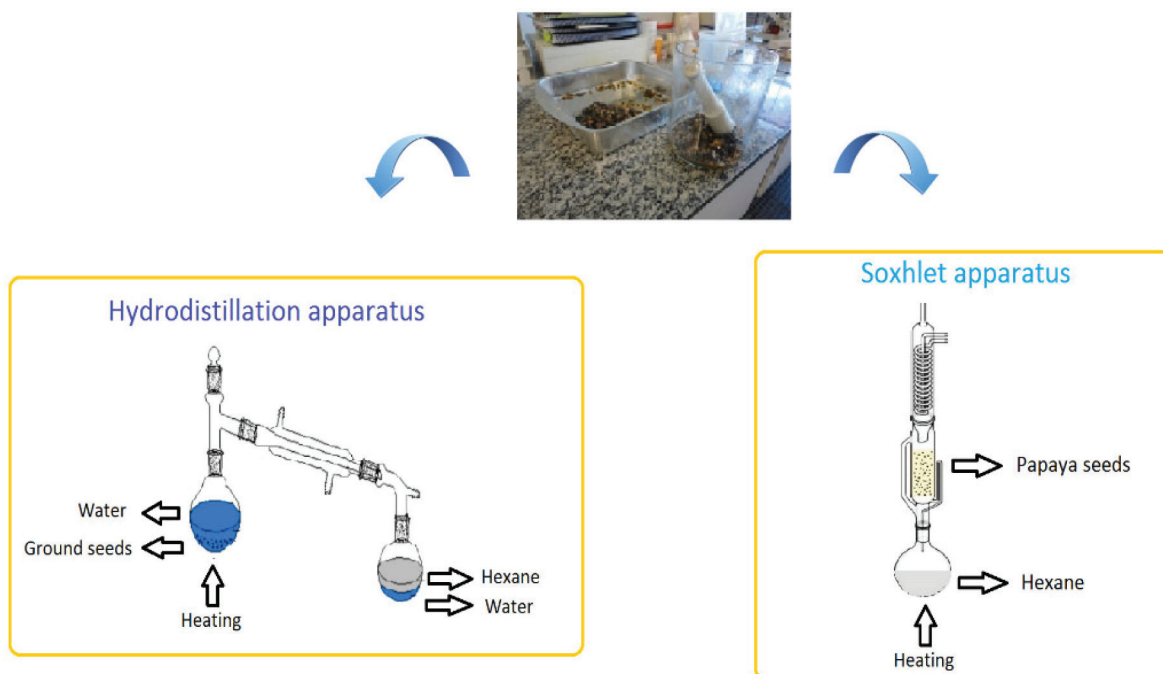 Hydrodistillation apparatus
Water
Ground seeds
Heating
Hexane
Water
Soxhlet apparatus
Papaya seeds
Hexane
Heating